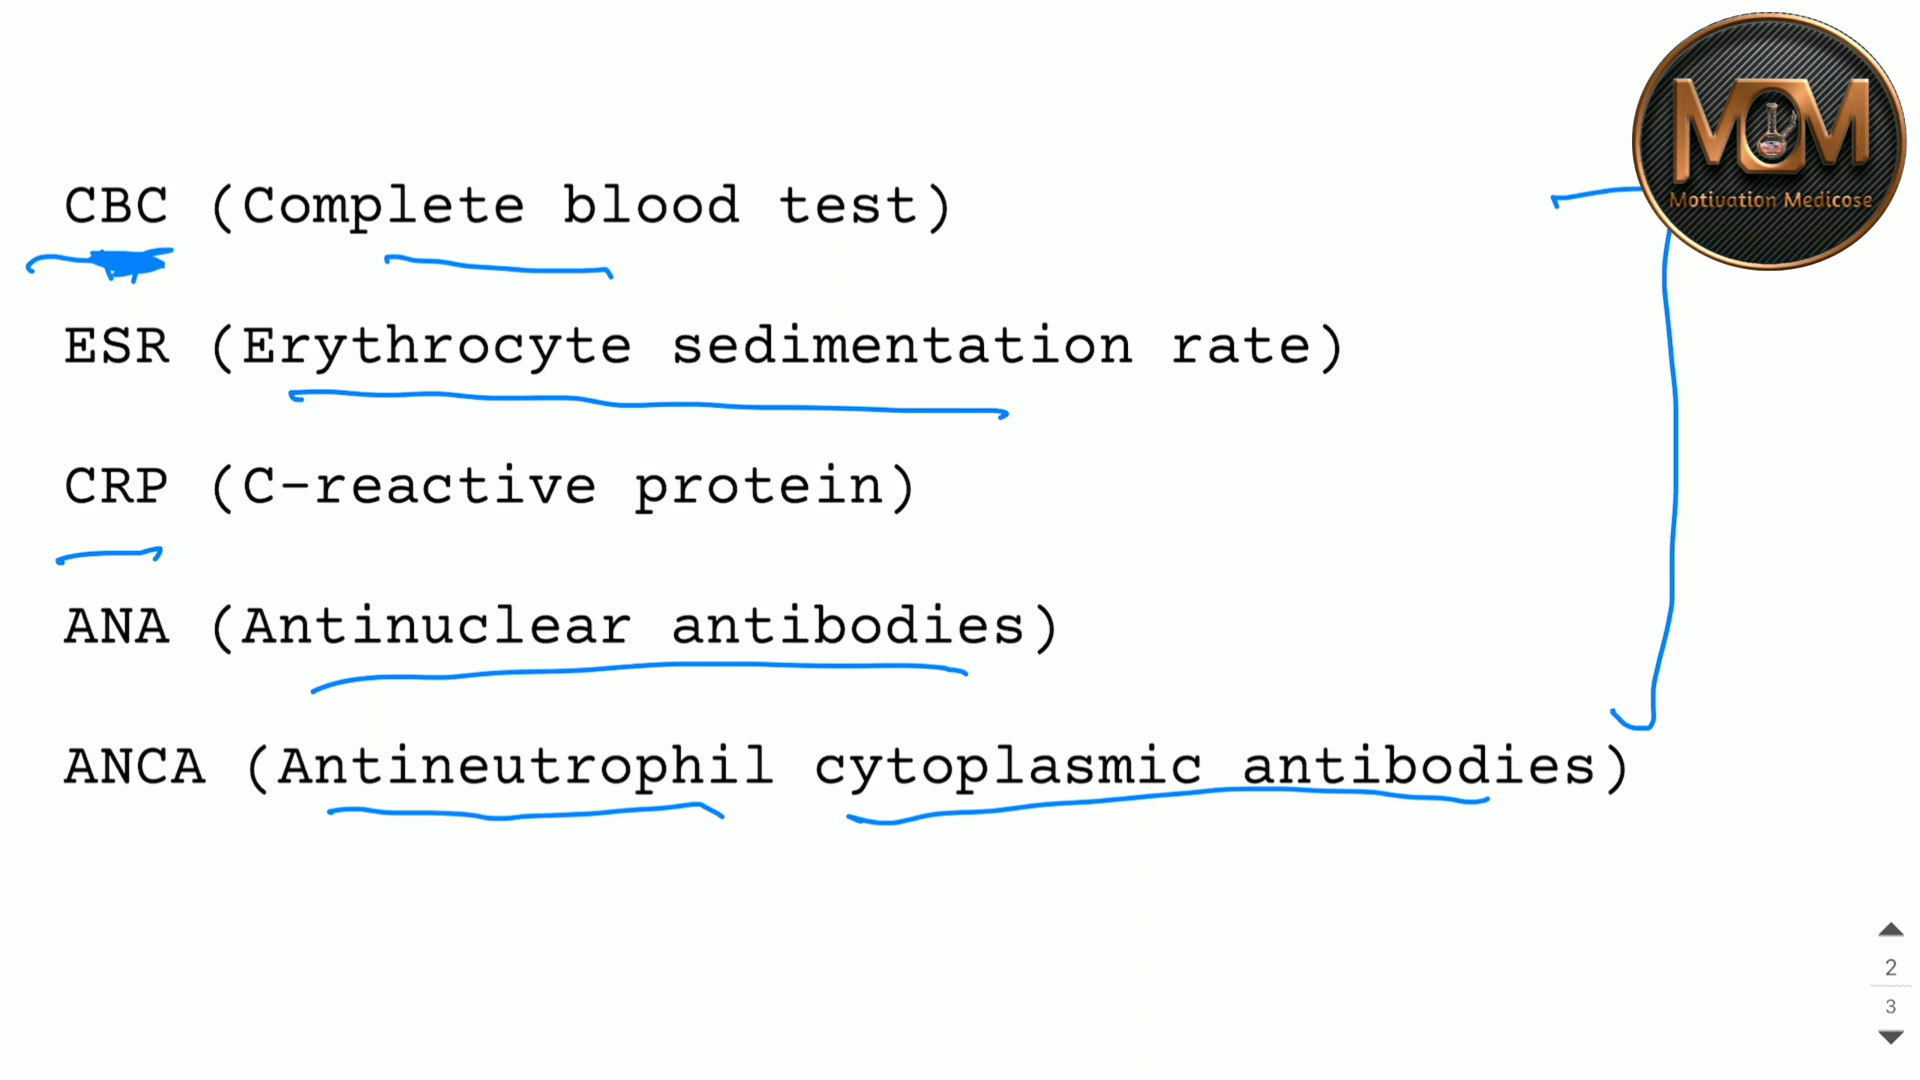 MOM
Motivation Medicose
CBC (Complete blood test)
ESR (Erythrocyte sedimentation rate)
CRP (C-reactive protein)
ANA (Antinuclear antibodies)
ANCA (Antineutrophil cytoplasmic antibodies)
2
3